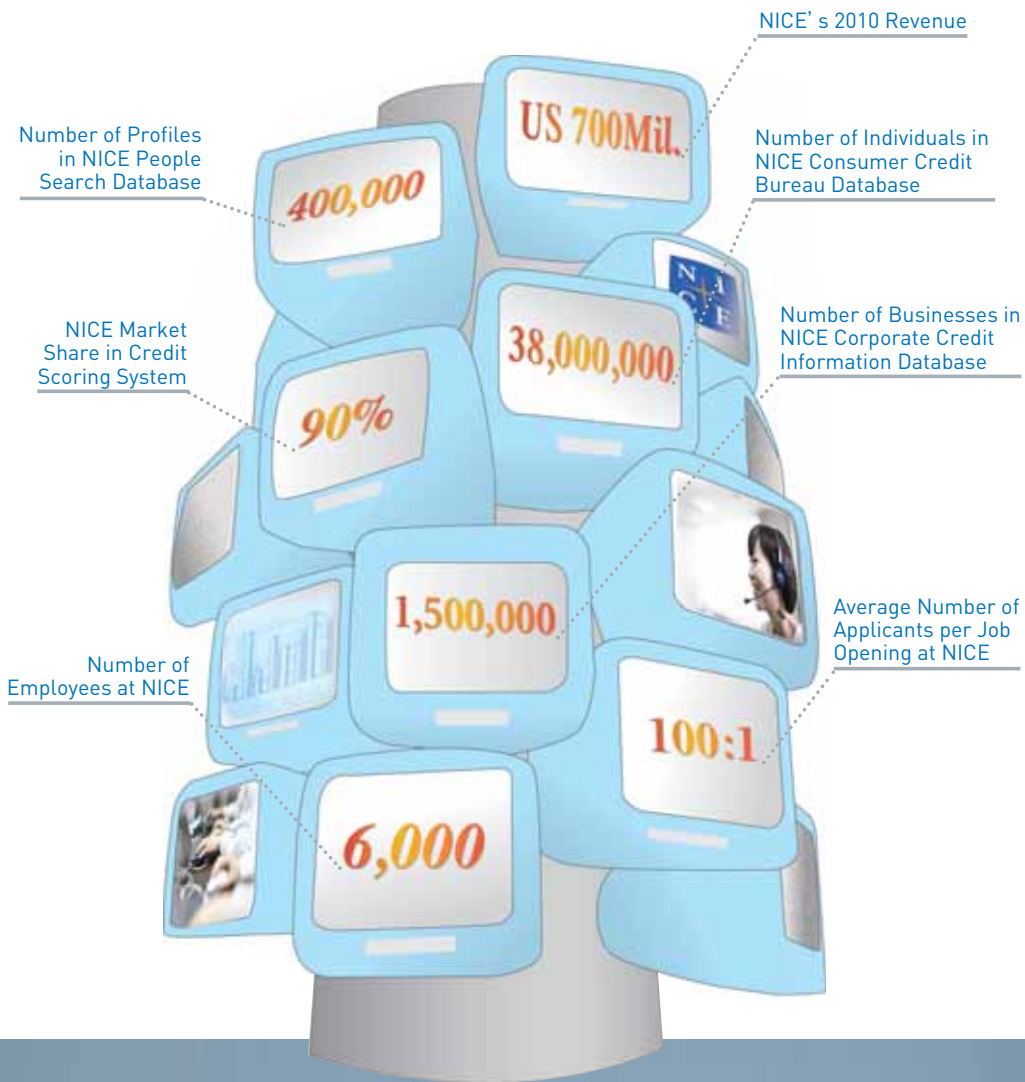 NICE’ s 2010 Revenue
US 700Mil.
Number of Profiles
in NICE People
Search Database
400,000
Number of Individuals in
NICE Consumer Credit
Bureau Database
N I
C E
38,000,000
NICE Market
Share in Credit
Scoring System
90%
Number of Businesses in
NICE Corporate Credit
Information Database
1,500,000
Average Number of
Applicants per Job
Opening at NICE
100:1
Number of
Employees at NICE
6,000